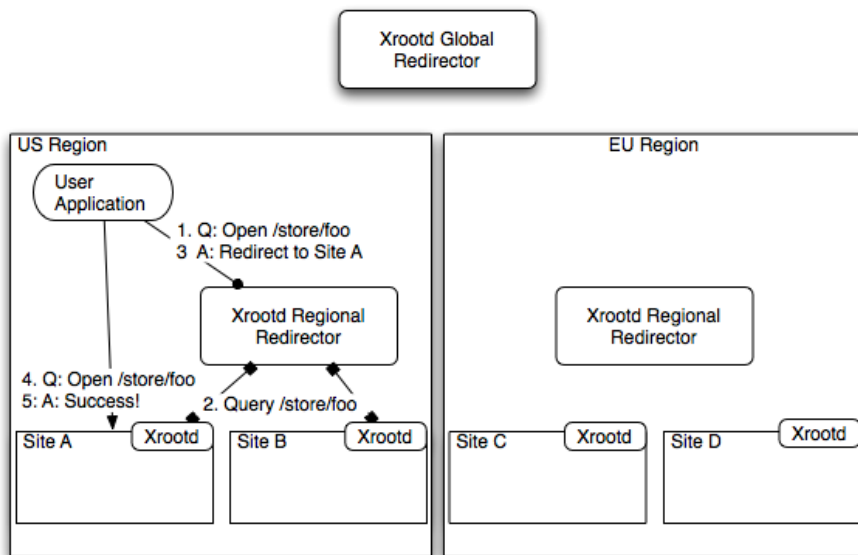 Xrootd Global
Redirector
US Region
EU Region
User
Application
1. Q: Open /store/foo
3 A: Redirect to Site A
Xrootd Regional
Redirector
Xrootd Regional
Redirector
4. Q: Open /store/foo
5: A: Success!
2. Query /store/foo
Site A
Xrootd
Site B
Xrootd
Site C
Xrootd
Site D
Xrootd